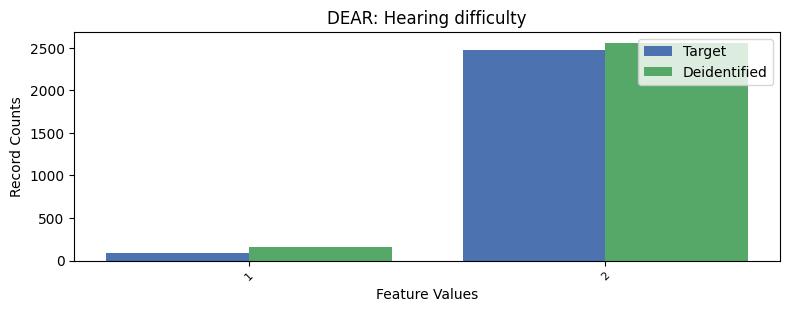 DEAR: Hearing difficulty
Record Counts
2500
2000
1500
1000
500
0
Target
Deidentified
1
2
Feature Values